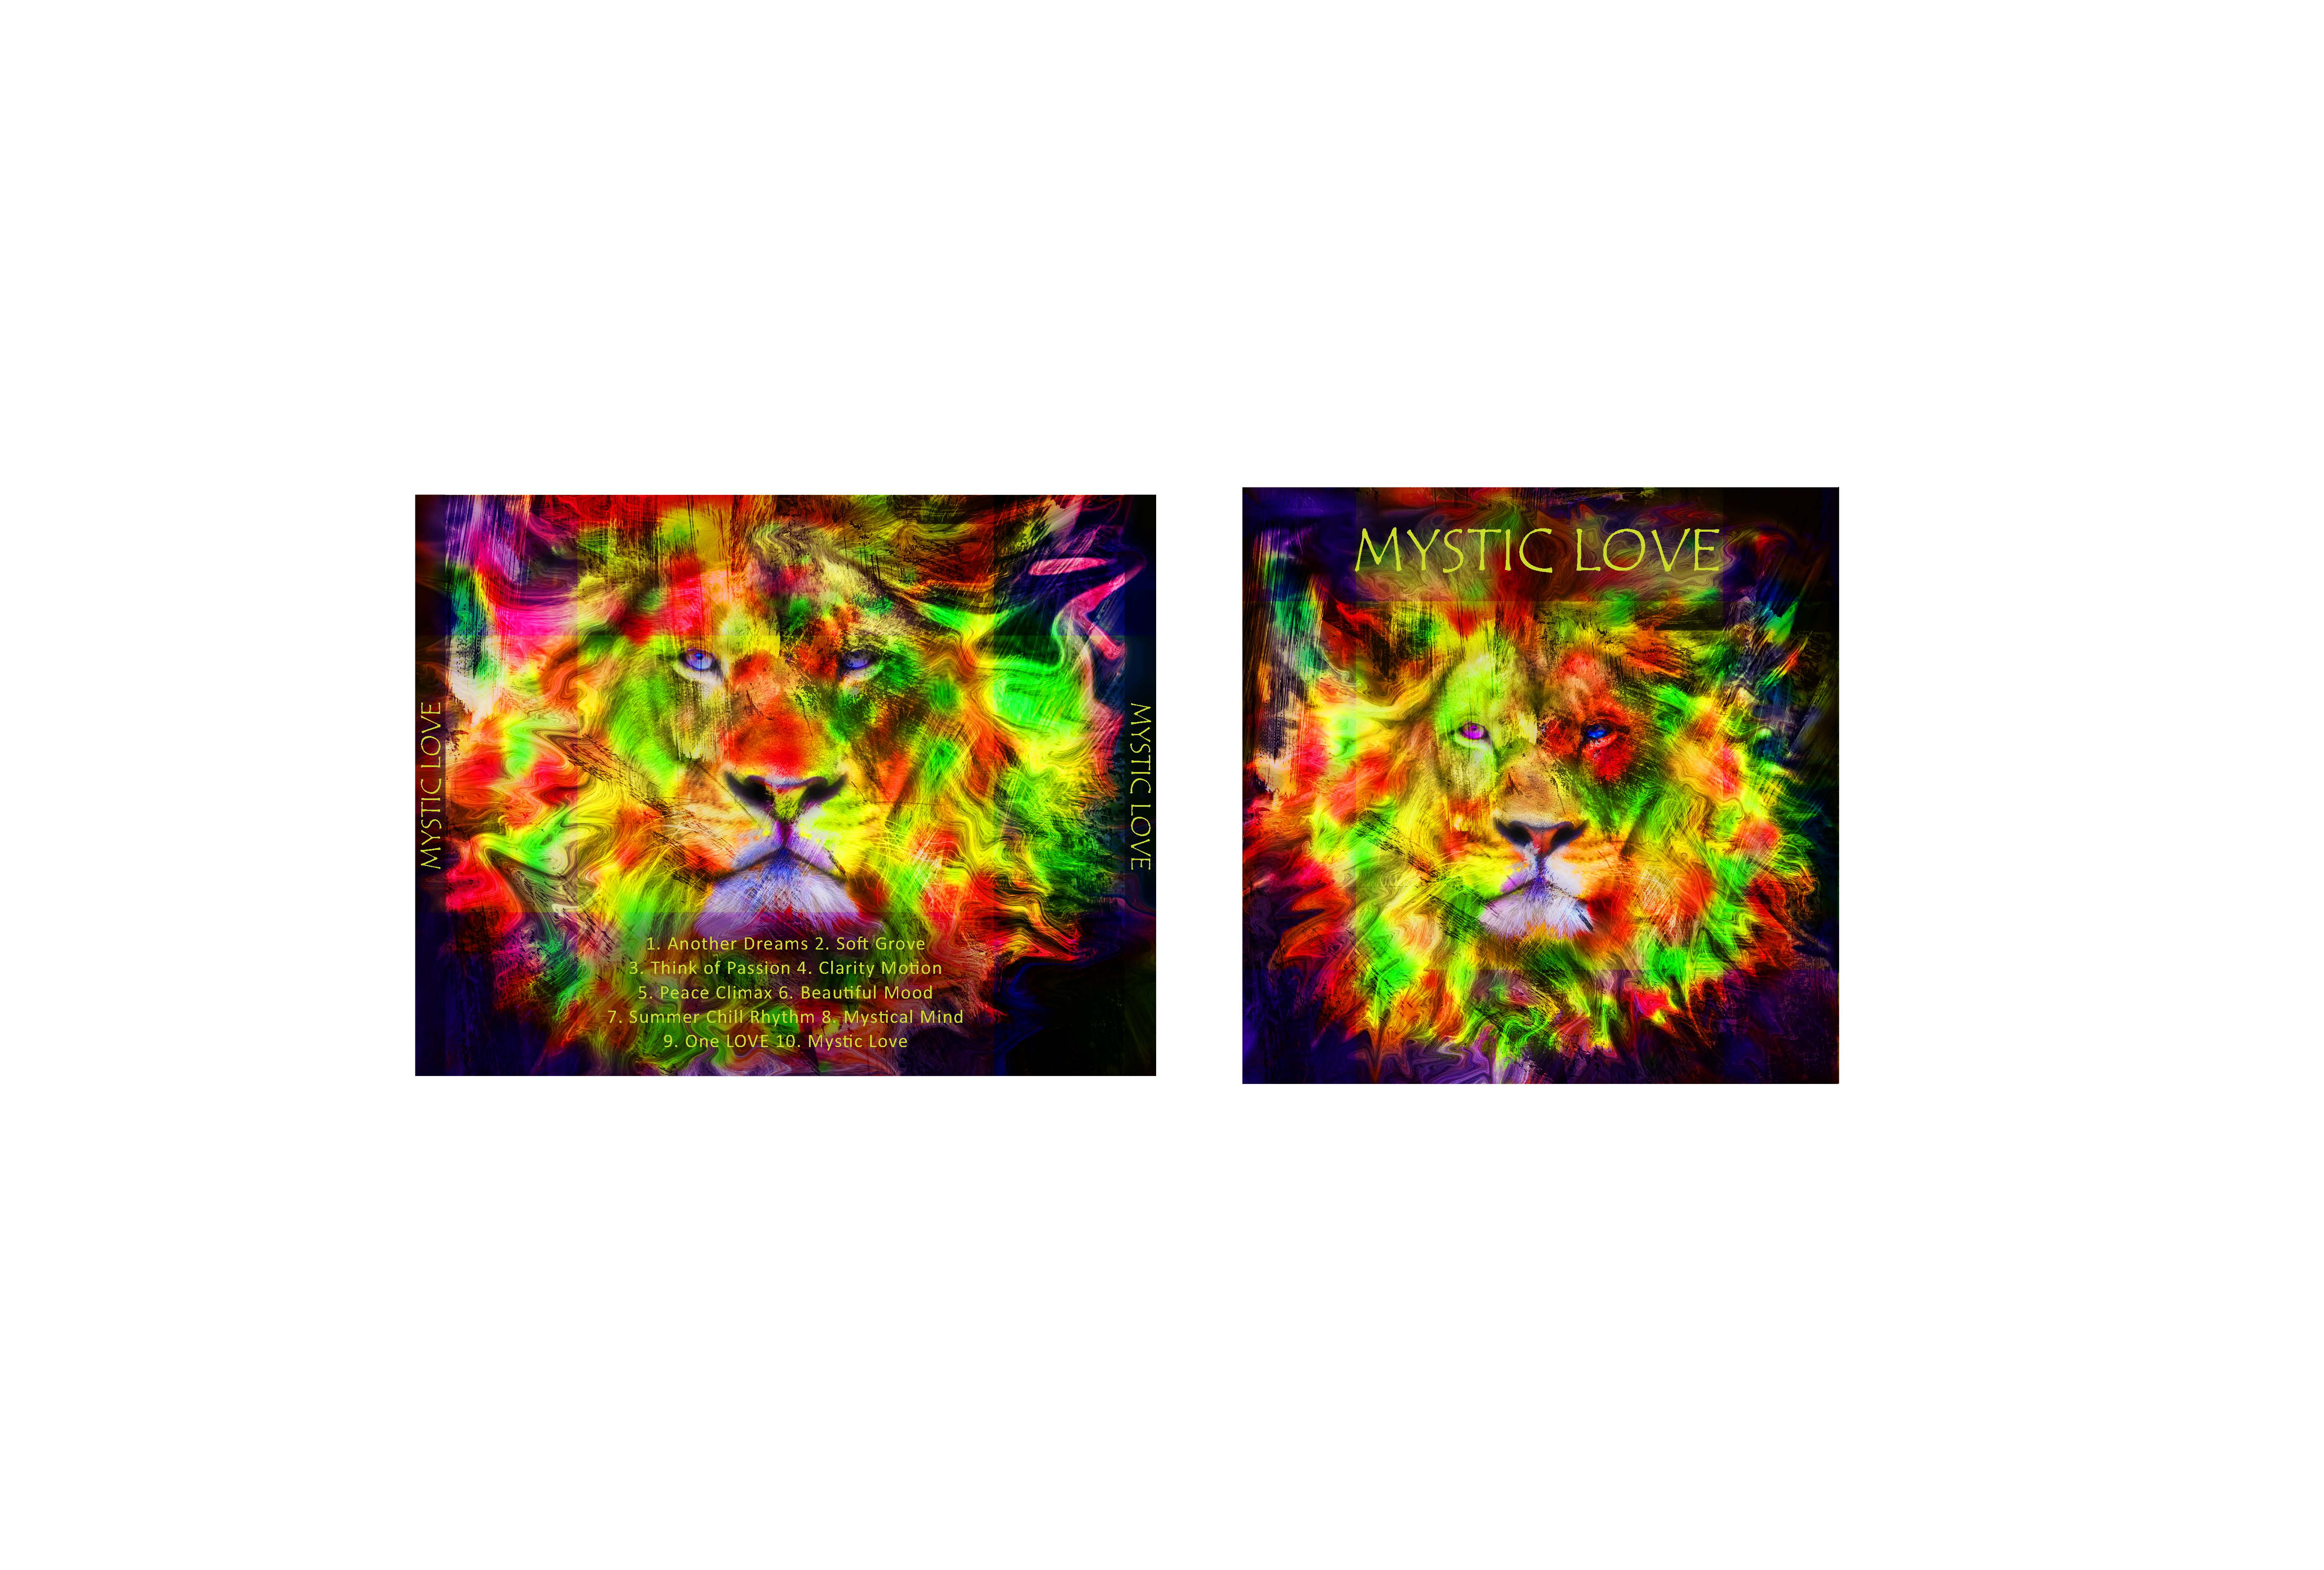 MYSTIC LOVE
1. Another Dreams 2. Soft Grove
3. Think of Passion 4. Clarity Motion
5. Peace Climax 6. Beautiful Mood
7. Summer Chill Rhythm 8. Mystical Mind
9. One LOVE 10. Mystic Love
MYSTIC LOVE
MYSTIC LOVE